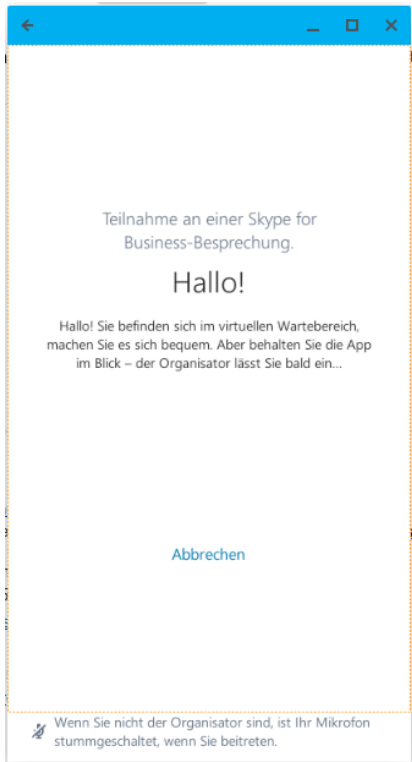 Teilnahme an einer Skype for
Business-Besprechung.
Hallo!
Hallo! Sie befinden sich im virtuellen Wartebereich,
machen Sie es sich bequem. Aber behalten Sie die App
im Blick – der Organisator lässt Sie bald ein...
Abbrechen
Wenn Sie nicht der Organisator sind, ist Ihr Mikrofon
stummgeschaltet, wenn Sie beitreten.